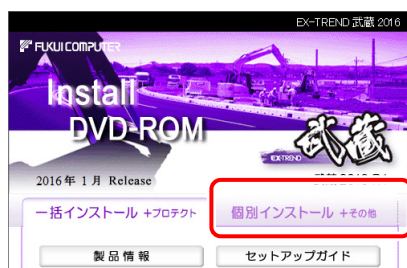 EX-TREND 武蔵 2016
FUKUI COMPUTER
Install
DVD-ROM
EX-TREND
武蔵
2016年 1月 Release
一括インストール +プロテクト
個別インストール +その他
製品情報
セットアップガイド